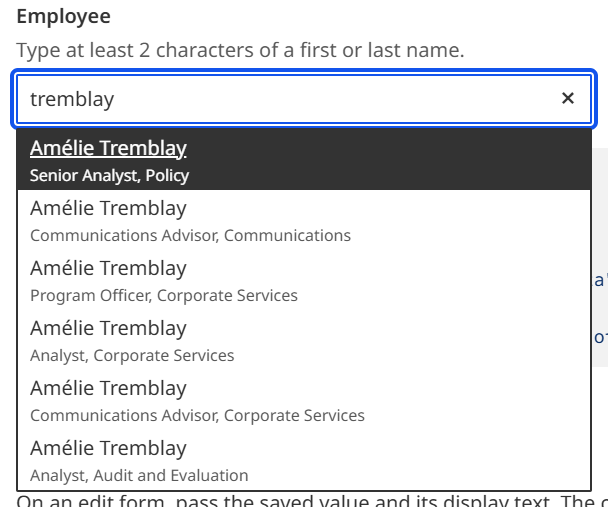 Employee
Type at least 2 characters of a first or last name.
tremblay
Amélie Tremblay
Senior Analyst, Policy
Amélie Tremblay
Communications Advisor, Communications
Amélie Tremblay
Program Officer, Corporate Services
Amélie Tremblay
Analyst, Corporate Services
Amélie Tremblay
Communications Advisor, Corporate Services
Amélie Tremblay
Analyst, Audit and Evaluation
On an edit form, pass the saved value and its display text. The